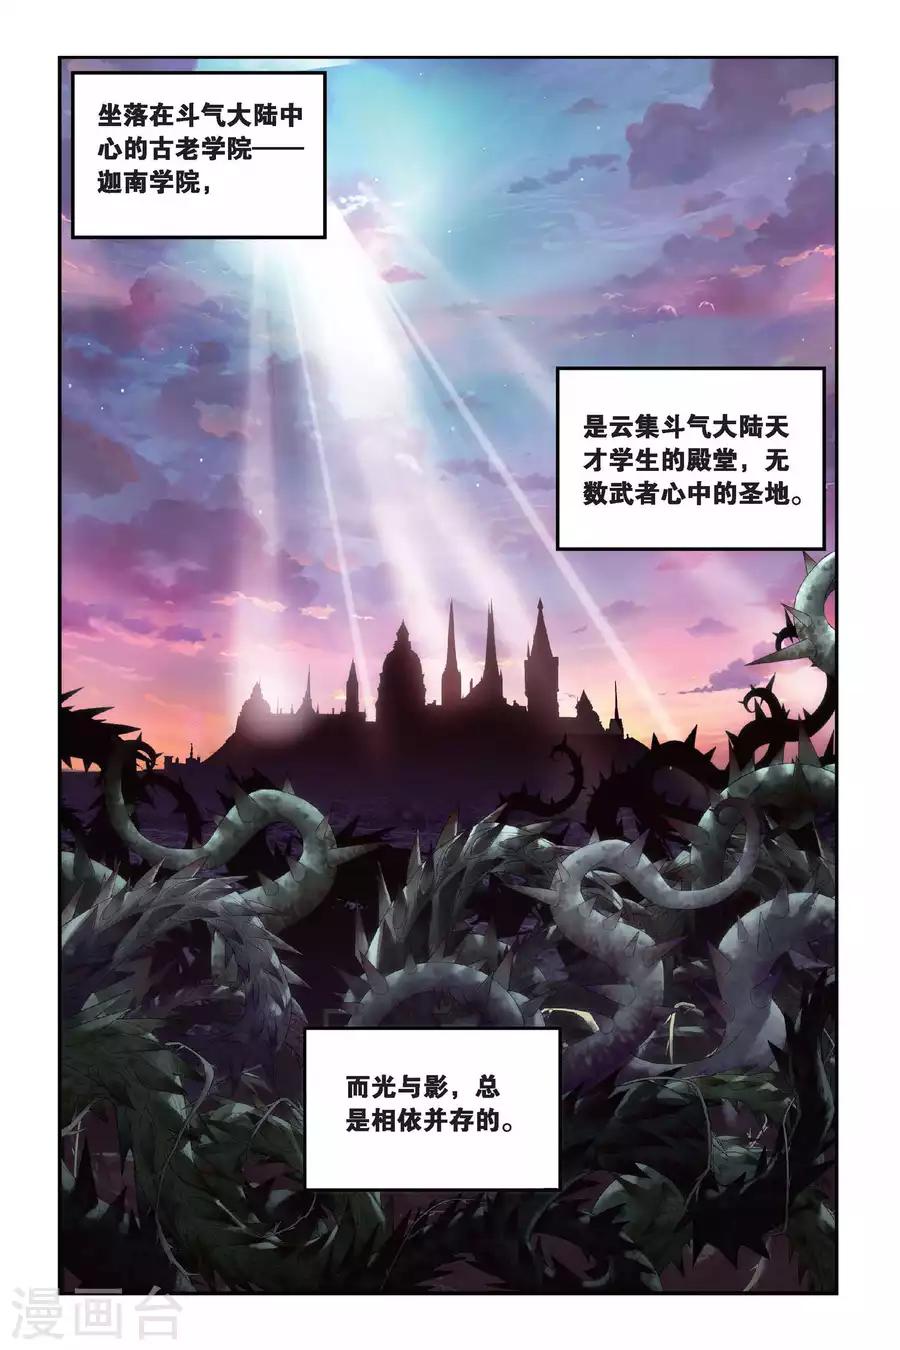 坐落在斗气大陆中
心的古老学院——
迦南学院，
是云集斗气大陆天
才学生的殿堂，无
数武者心中的圣地。
而光与影，总
是相依并存的。
漫画台